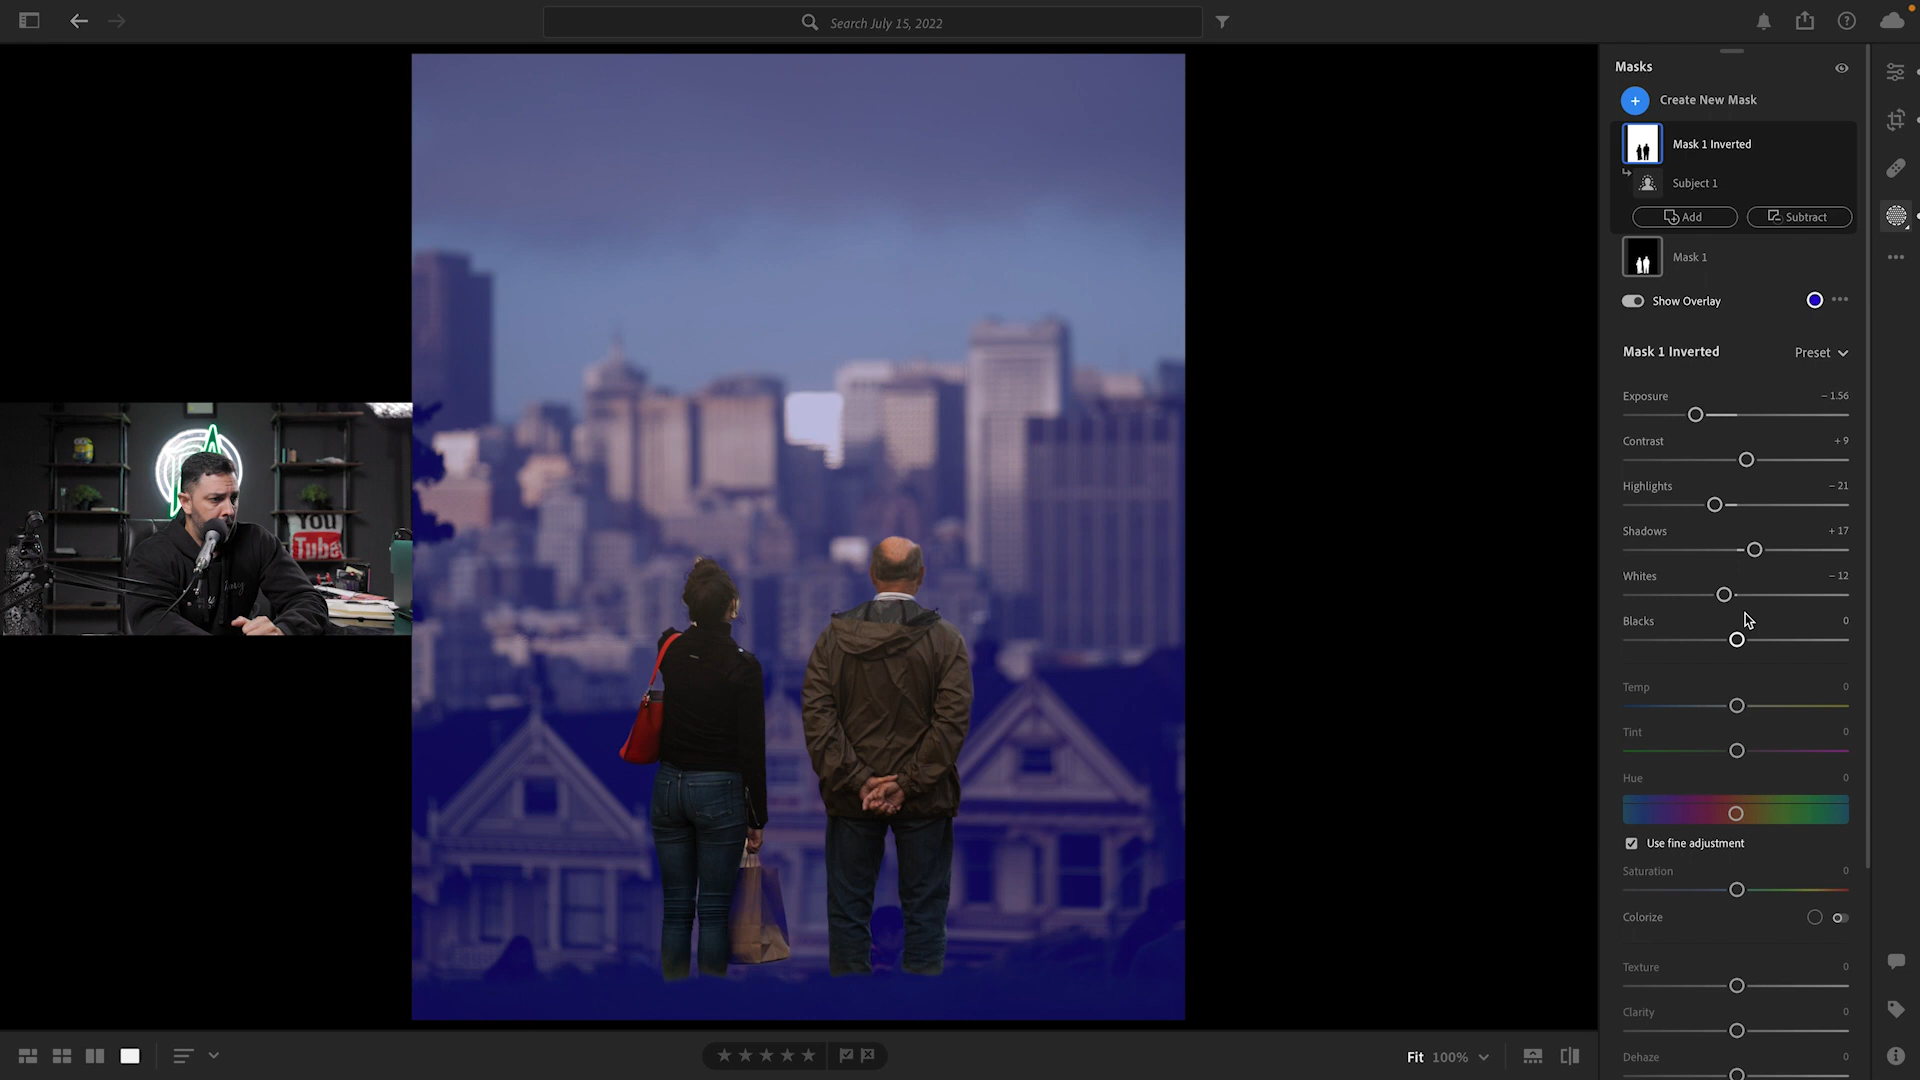 Search July 15, 2022
Masks
Create New Mask
Mask 1 Inverted
Subject 1
Add
Subtract
Mask 1
Show Overlay
Mask 1 Inverted
Preset
Exposure − 1.56
Contrast + 9
Highlights − 21
Shadows + 17
Whites − 12
Blacks 0
Temp 0
Tint 0
Hue 0
Use fine adjustment
Saturation 0
Colorize
Texture 0
Clarity 0
Dehaze 0
Fit 100%
You
Tube